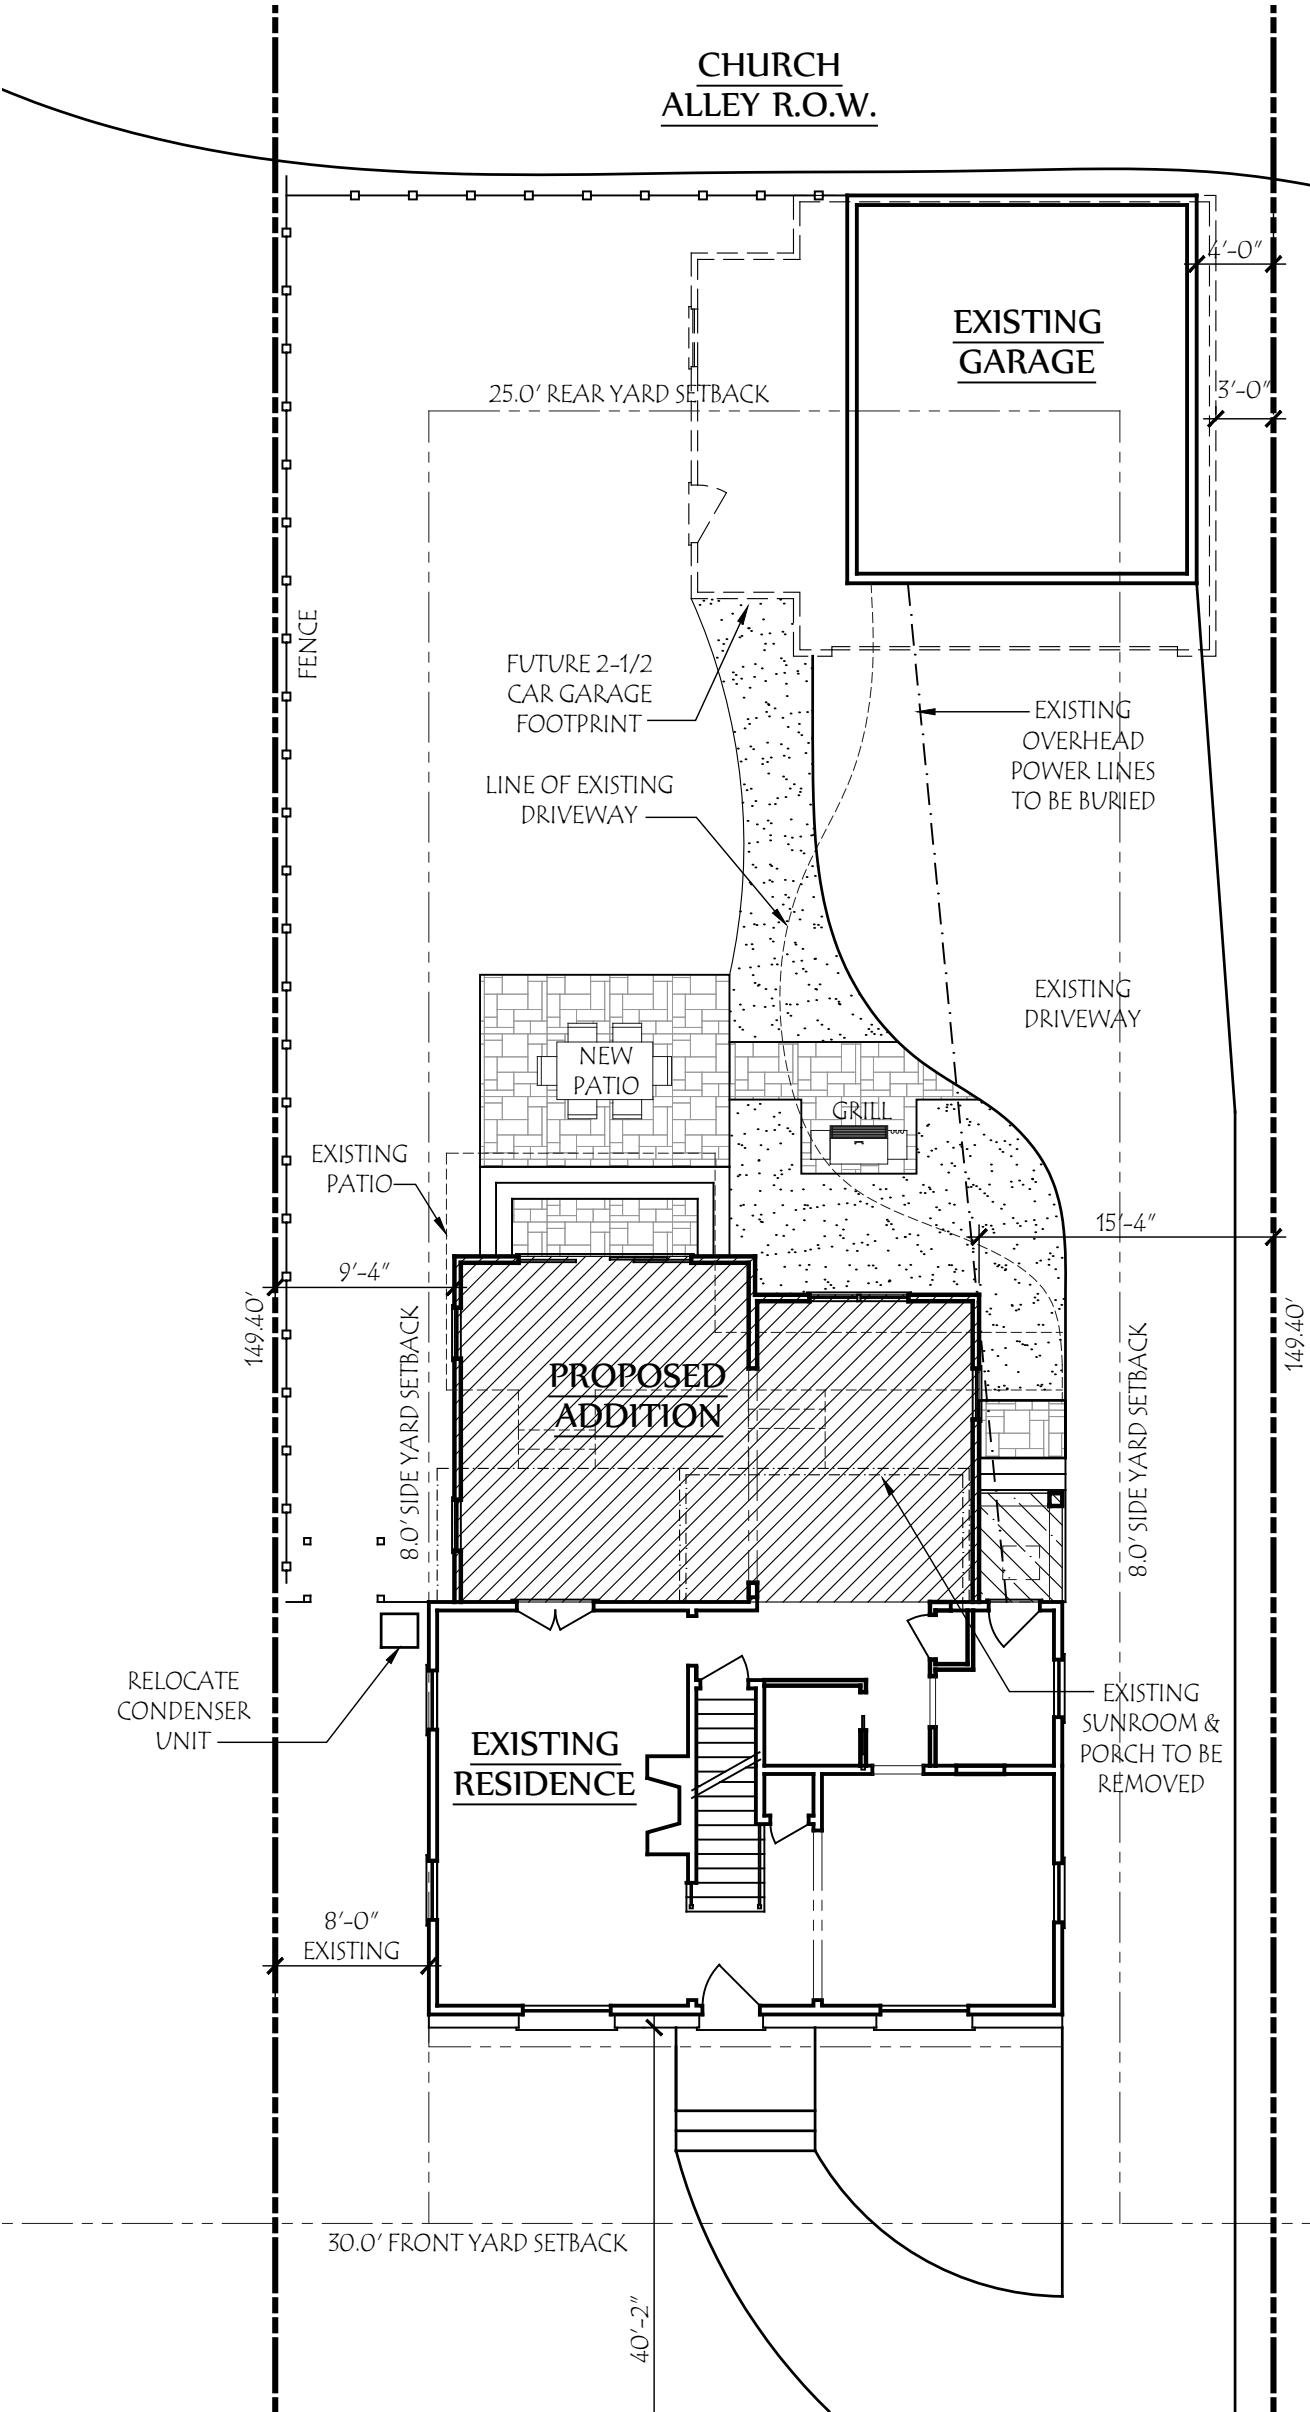 CHURCH
ALLEY R.O.W.
4'-0"
EXISTING
GARAGE
25.0' REAR YARD SETBACK
3'-0"
FENCE
FUTURE 2-1/2
CAR GARAGE
FOOTPRINT
EXISTING
OVERHEAD
POWER LINES
TO BE BURIED
LINE OF EXISTING
DRIVEWAY
EXISTING
DRIVEWAY
NEW
PATIO
GRILL
EXISTING
PATIO
15'-4"
9'-4"
149.40'
149.40'
8.0' SIDE YARD SETBACK
8.0' SIDE YARD SETBACK
PROPOSED
ADDITION
RELOCATE
CONDENSER
UNIT
EXISTING
SUNROOM &
PORCH TO BE
REMOVED
EXISTING
RESIDENCE
8'-0"
EXISTING
30.0' FRONT YARD SETBACK
40'-2"